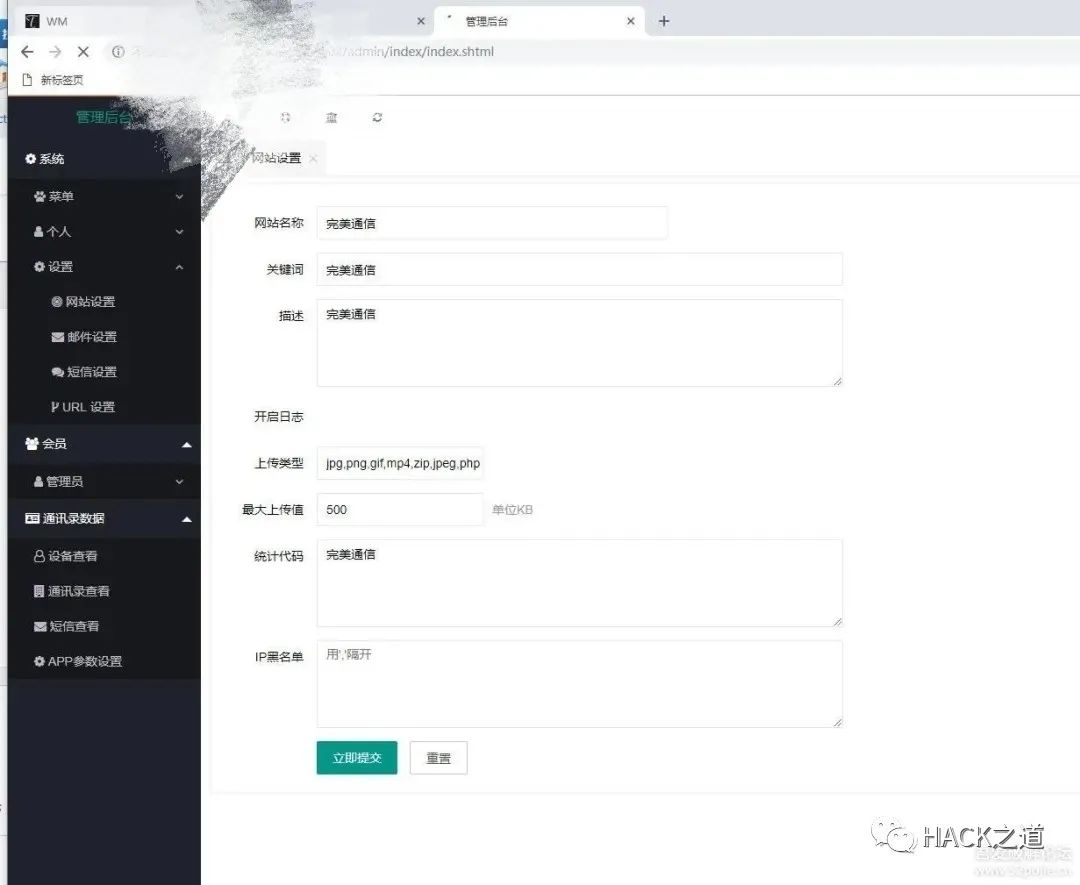 WM
管理后台
/admin/index/index.shtml
新标签页
管理后台
系统
网站设置
菜单
个人
设置
网站设置
邮件设置
短信设置
URL 设置
会员
管理员
通讯录数据
设备查看
通讯录查看
短信查看
APP参数设置
网站名称 完美通信
关键词 完美通信
描述 完美通信
开启日志
上传类型 jpg,png,gif,mp4,zip,jpeg,php
最大上传值 500 单位KB
统计代码 完美通信
IP黑名单 用','隔开
立即提交 重置
HACK之道
www.52pojie.cn